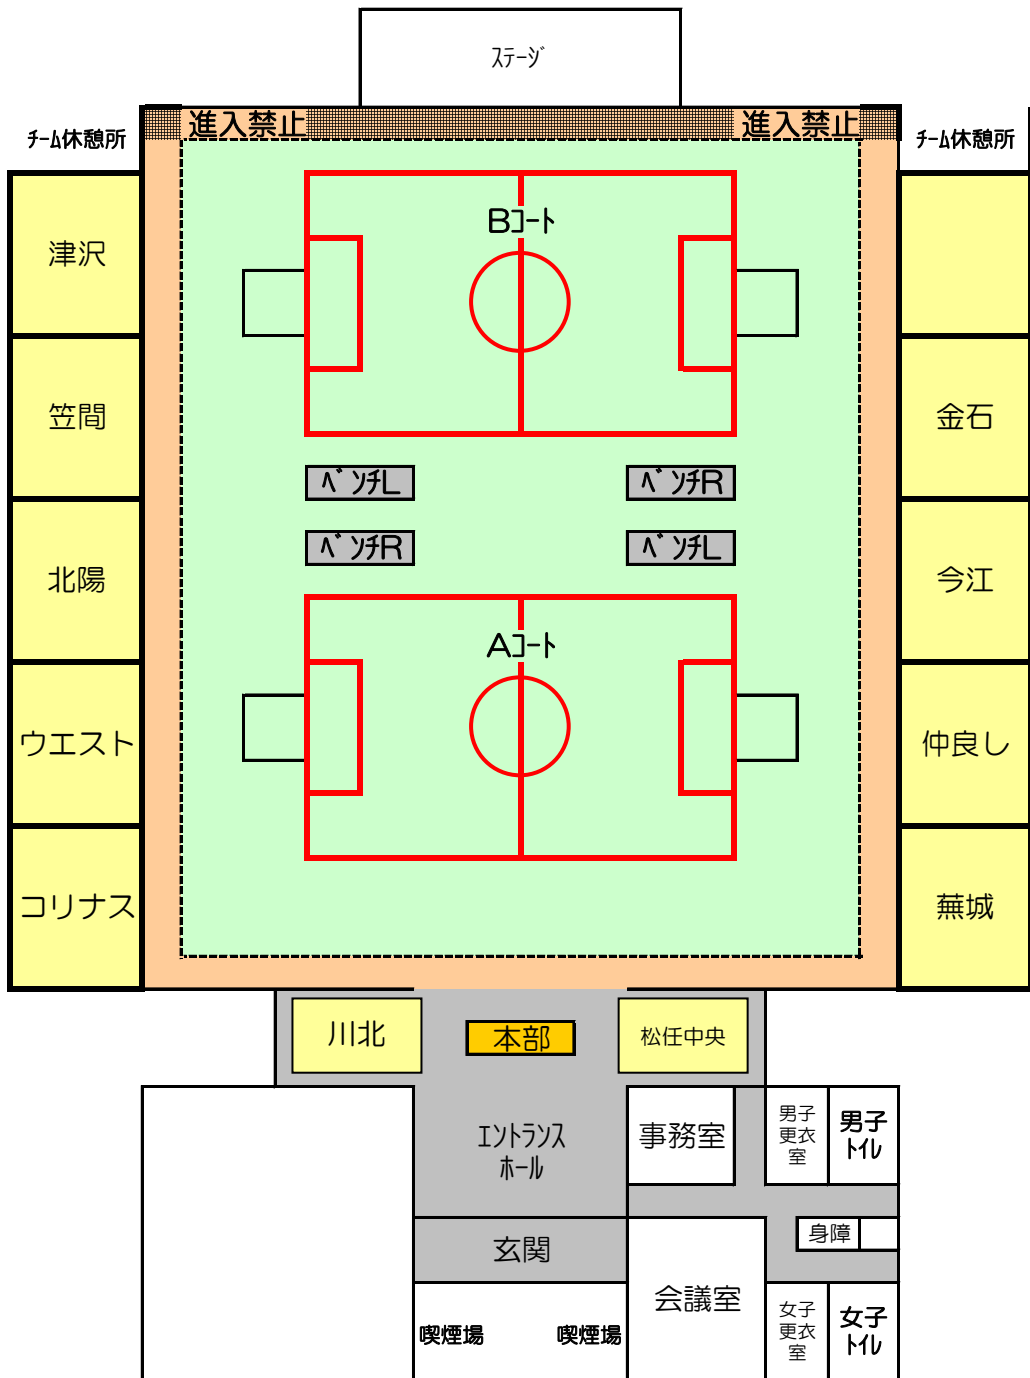 ｽﾃｰｼﾞ
進入禁止
進入禁止
ﾁｰﾑ休憩所
ﾁｰﾑ休憩所
Bｺｰﾄ
津沢
笠間
金石
ﾍﾞﾝﾁL
ﾍﾞﾝﾁR
ﾍﾞﾝﾁR
ﾍﾞﾝﾁL
北陽
今江
Aｺｰﾄ
ウエスト
仲良し
コリナス
蕪城
川北
本部
松任中央
ｴﾝﾄﾗﾝｽ
ﾎｰﾙ
事務室
男子
更衣
室
男子
ﾄｲﾚ
身障
玄関
会議室
喫煙場
喫煙場
女子
更衣
室
女子
ﾄｲﾚ